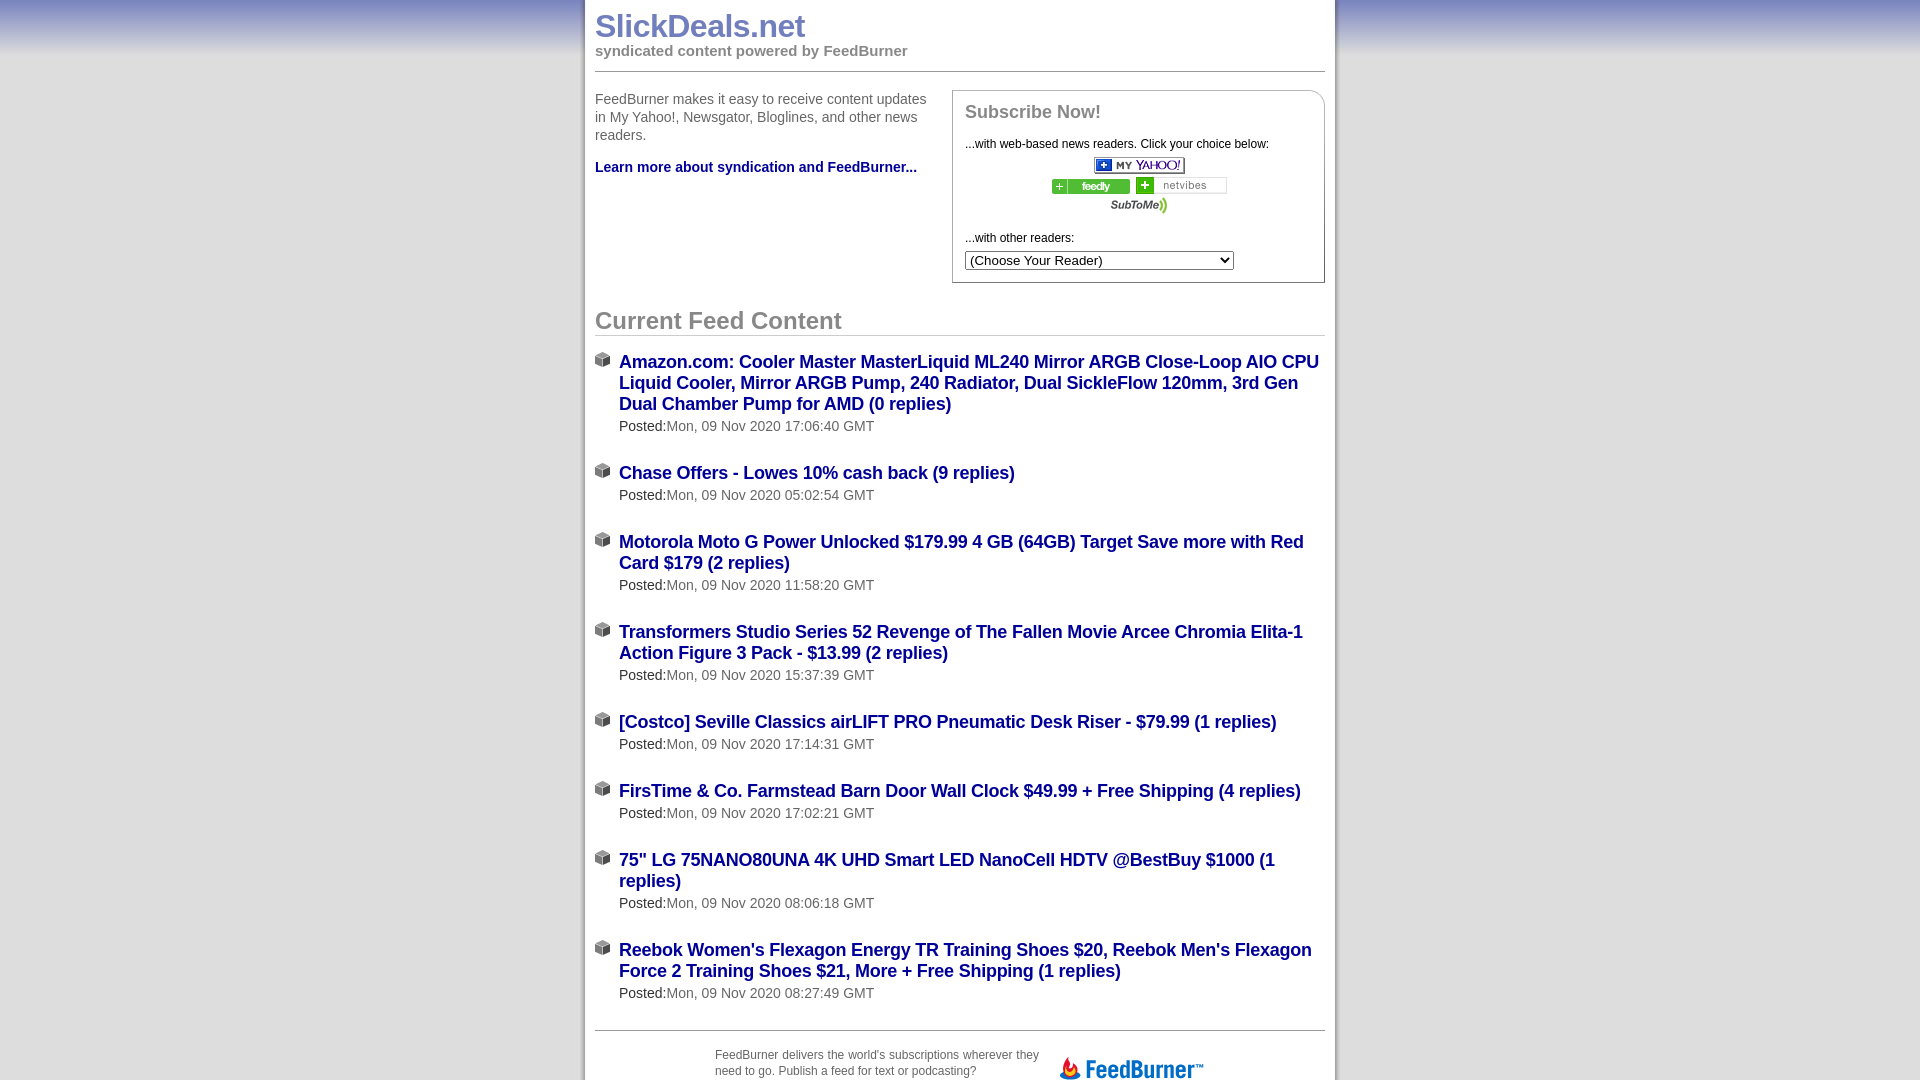 SlickDeals.net
syndicated content powered by FeedBurner
FeedBurner makes it easy to receive content updates
in My Yahoo!, Newsgator, Bloglines, and other news
readers.
Learn more about syndication and FeedBurner...
Subscribe Now!
...with web-based news readers. Click your choice below:
MY YAHOO!
feedly
netvibes
SubToMe
...with other readers:
(Choose Your Reader)
Current Feed Content
Amazon.com: Cooler Master MasterLiquid ML240 Mirror ARGB Close-Loop AIO CPU
Liquid Cooler, Mirror ARGB Pump, 240 Radiator, Dual SickleFlow 120mm, 3rd Gen
Dual Chamber Pump for AMD (0 replies)
Posted:Mon, 09 Nov 2020 17:06:40 GMT
Chase Offers - Lowes 10% cash back (9 replies)
Posted:Mon, 09 Nov 2020 05:02:54 GMT
Motorola Moto G Power Unlocked $179.99 4 GB (64GB) Target Save more with Red
Card $179 (2 replies)
Posted:Mon, 09 Nov 2020 11:58:20 GMT
Transformers Studio Series 52 Revenge of The Fallen Movie Arcee Chromia Elita-1
Action Figure 3 Pack - $13.99 (2 replies)
Posted:Mon, 09 Nov 2020 15:37:39 GMT
[Costco] Seville Classics airLIFT PRO Pneumatic Desk Riser - $79.99 (1 replies)
Posted:Mon, 09 Nov 2020 17:14:31 GMT
FirsTime & Co. Farmstead Barn Door Wall Clock $49.99 + Free Shipping (4 replies)
Posted:Mon, 09 Nov 2020 17:02:21 GMT
75" LG 75NANO80UNA 4K UHD Smart LED NanoCell HDTV @BestBuy $1000 (1
replies)
Posted:Mon, 09 Nov 2020 08:06:18 GMT
Reebok Women's Flexagon Energy TR Training Shoes $20, Reebok Men's Flexagon
Force 2 Training Shoes $21, More + Free Shipping (1 replies)
Posted:Mon, 09 Nov 2020 08:27:49 GMT
FeedBurner delivers the world's subscriptions wherever they
need to go. Publish a feed for text or podcasting?
FeedBurner™